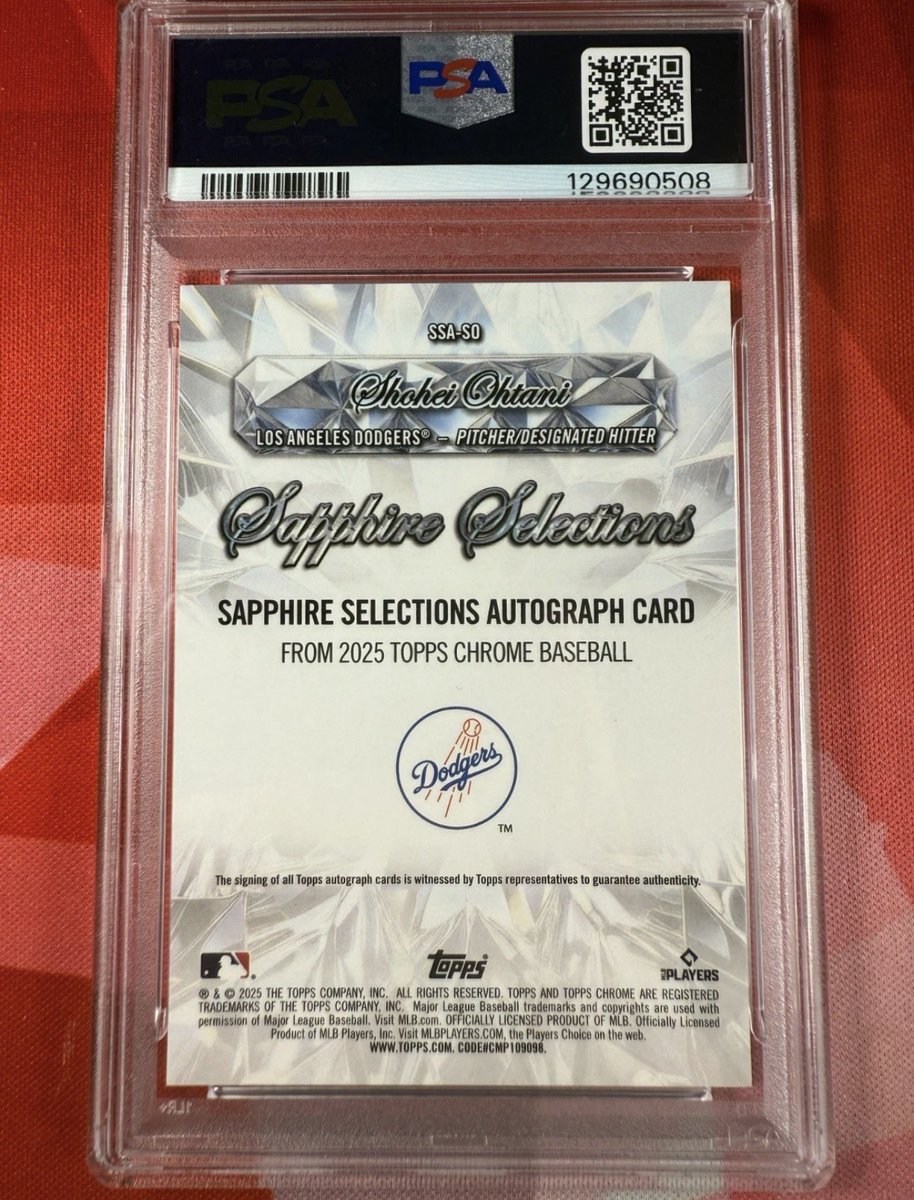 PSA
PSA
129690508
SSA-SO
Shohei Ohtani
LOS ANGELES DODGERS® – PITCHER/DESIGNATED HITTER
Sapphire Selections
SAPPHIRE SELECTIONS AUTOGRAPH CARD
FROM 2025 TOPPS CHROME BASEBALL
Dodgers
TM
The signing of all Topps autograph cards is witnessed by Topps representatives to guarantee authenticity.
TOPPS®
PLAYERS
® & © 2025 THE TOPPS COMPANY, INC. ALL RIGHTS RESERVED. TOPPS AND TOPPS CHROME ARE REGISTERED
TRADEMARKS OF THE TOPPS COMPANY, INC. Major League Baseball trademarks and copyrights are used with
permission of Major League Baseball. Visit MLB.com. OFFICIALLY LICENSED PRODUCT OF MLB. Officially Licensed
Product of MLB Players, Inc. Visit MLBPLAYERS.COM, the Players Choice on the web.
WWW.TOPPS.COM. CODE#CMP109098.